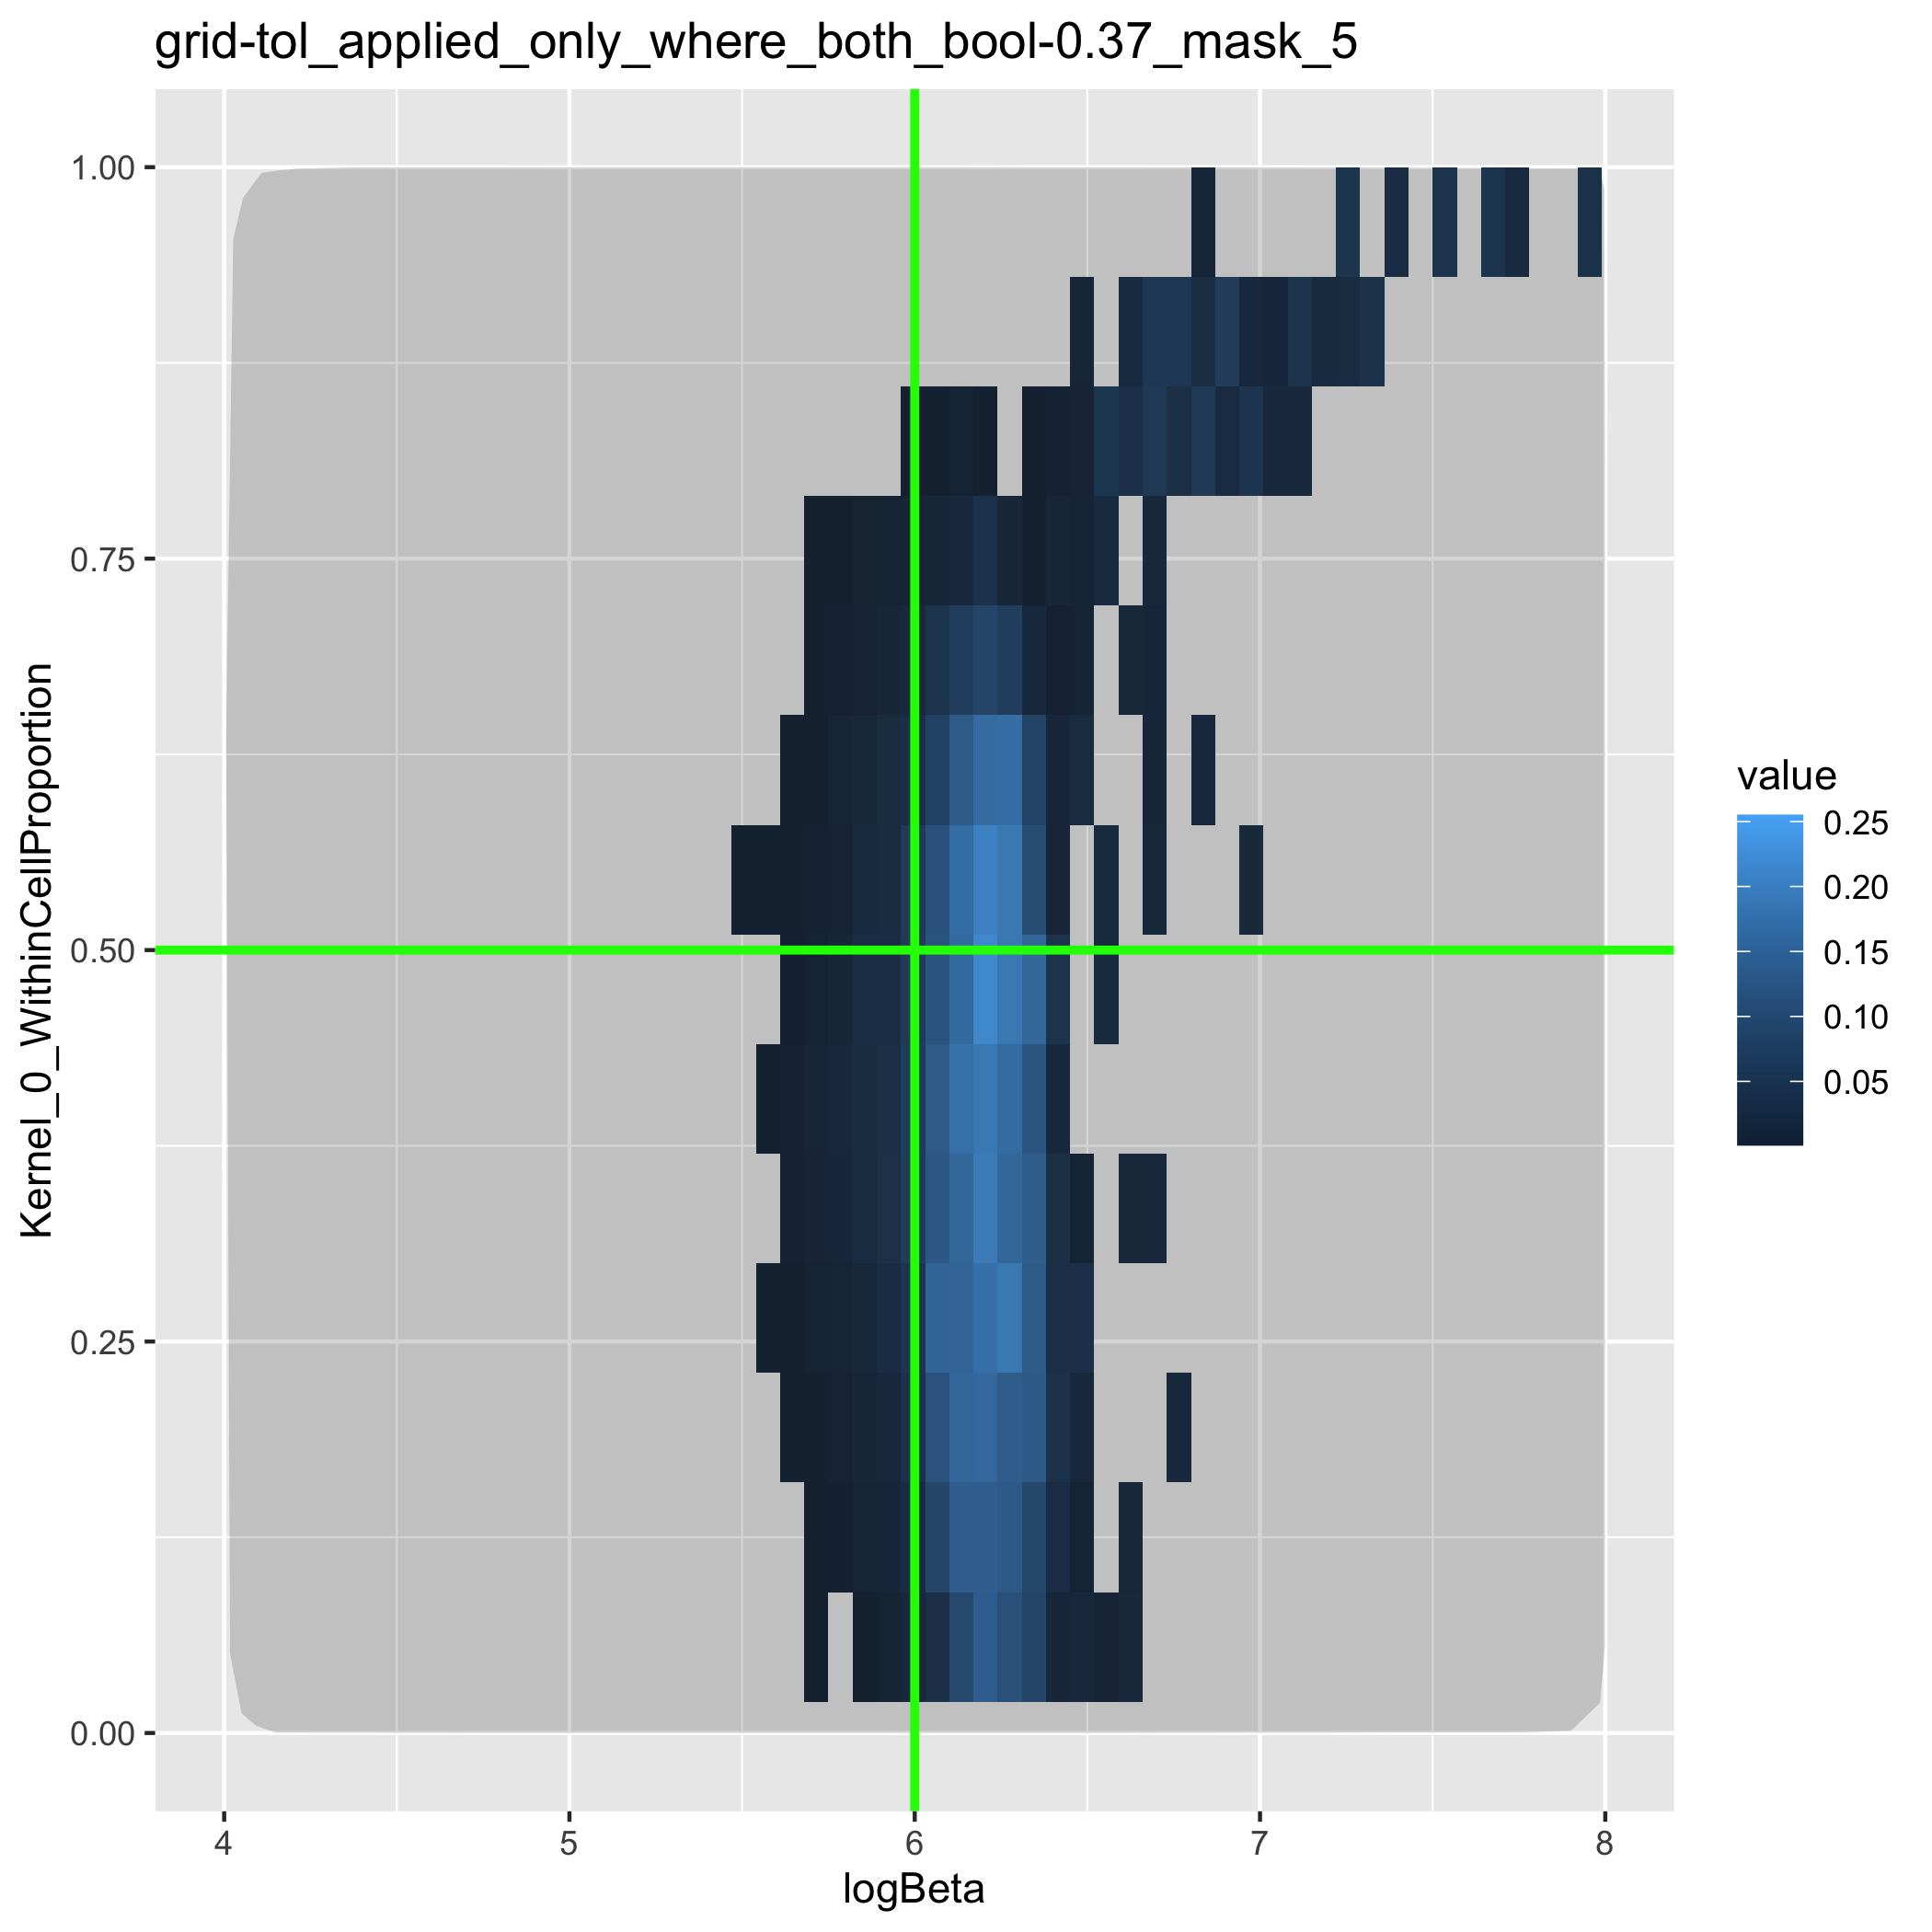 grid-tol_applied_only_where_both_bool-0.37_mask_5
1.00
0.75
0.50
0.25
0.00
Kernel_0_WithinCellProportion
4 5 6 7 8
logBeta
value
0.25
0.20
0.15
0.10
0.05